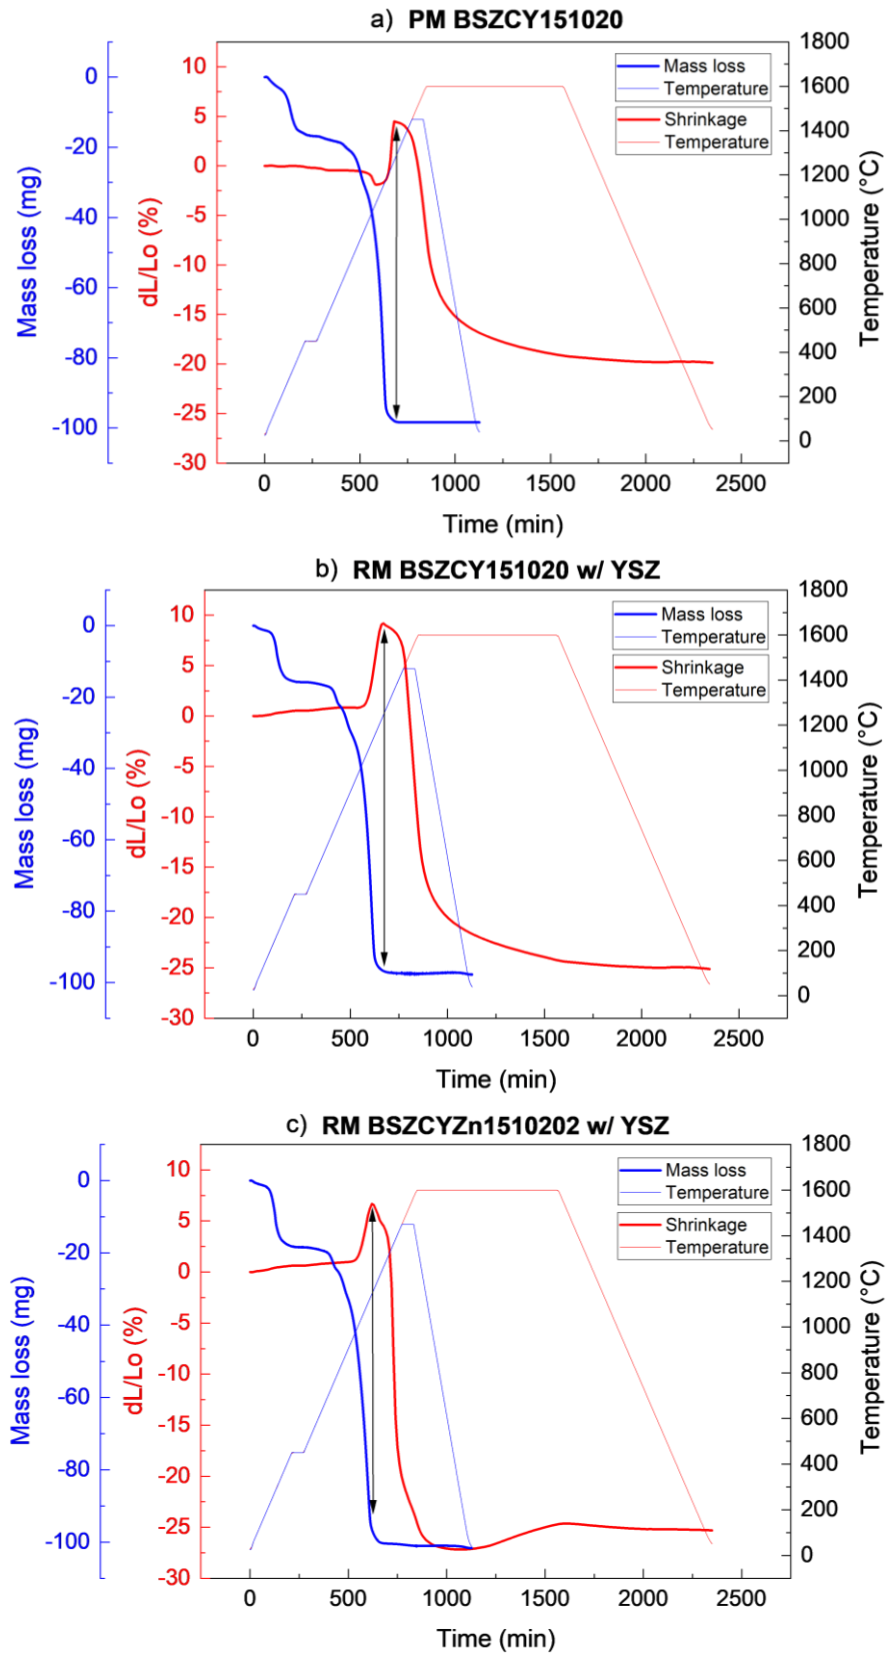 a) PM BSZCY151020
Mass loss
Temperature
Shrinkage
Temperature
Mass loss (mg)
0
-20
-40
-60
-80
-100
dL/Lo (%)
10
5
0
-5
-10
-15
-20
-25
-30
Temperature (°C)
1800
1600
1400
1200
1000
800
600
400
200
0
0 500 1000 1500 2000 2500
Time (min)
b) RM BSZCY151020 w/ YSZ
Mass loss
Temperature
Shrinkage
Temperature
Mass loss (mg)
0
-20
-40
-60
-80
-100
dL/Lo (%)
10
5
0
-5
-10
-15
-20
-25
-30
Temperature (°C)
1800
1600
1400
1200
1000
800
600
400
200
0
0 500 1000 1500 2000 2500
Time (min)
c) RM BSZCYZn1510202 w/ YSZ
Mass loss
Temperature
Shrinkage
Temperature
Mass loss (mg)
0
-20
-40
-60
-80
-100
dL/Lo (%)
10
5
0
-5
-10
-15
-20
-25
-30
Temperature (°C)
1800
1600
1400
1200
1000
800
600
400
200
0
0 500 1000 1500 2000 2500
Time (min)